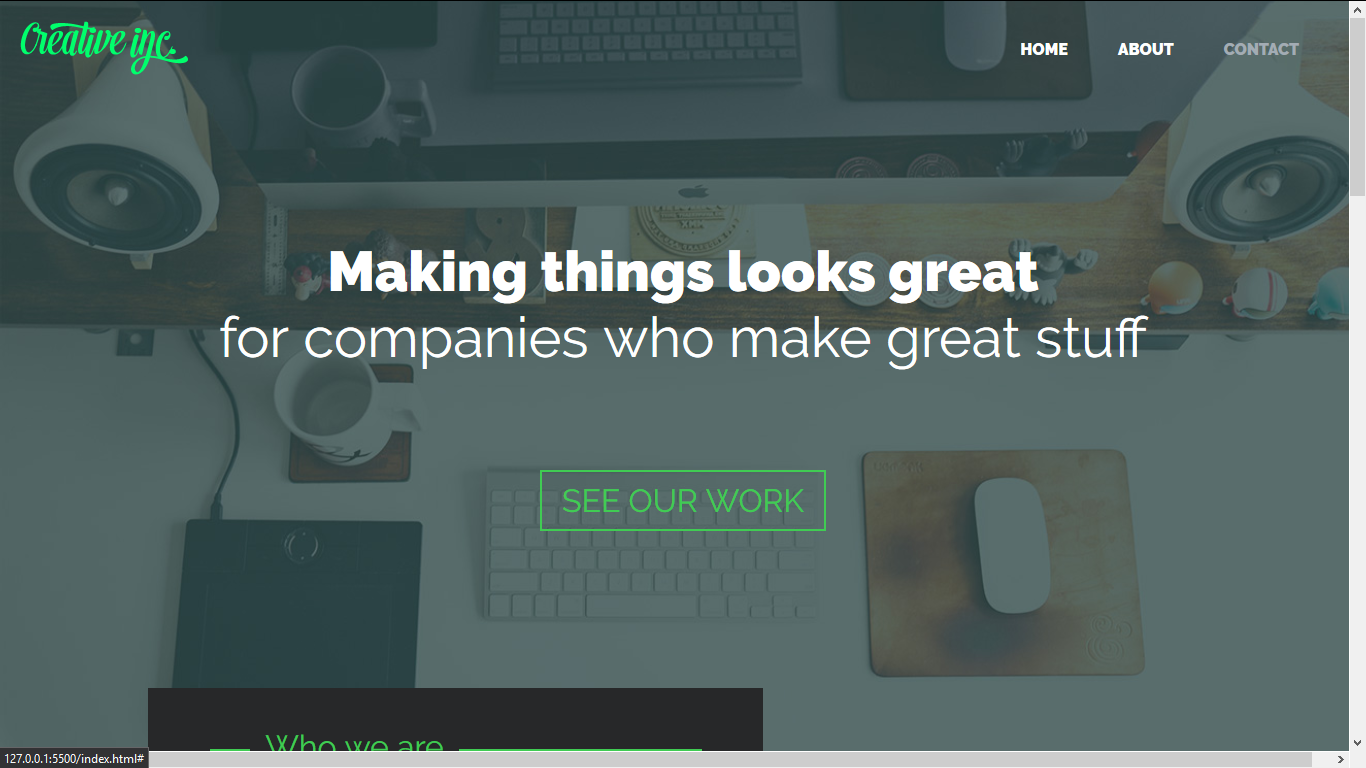 Creative inc.
HOME ABOUT CONTACT
Making things looks great
for companies who make great stuff
SEE OUR WORK
Who we are
127.0.0.1:5500/index.html#